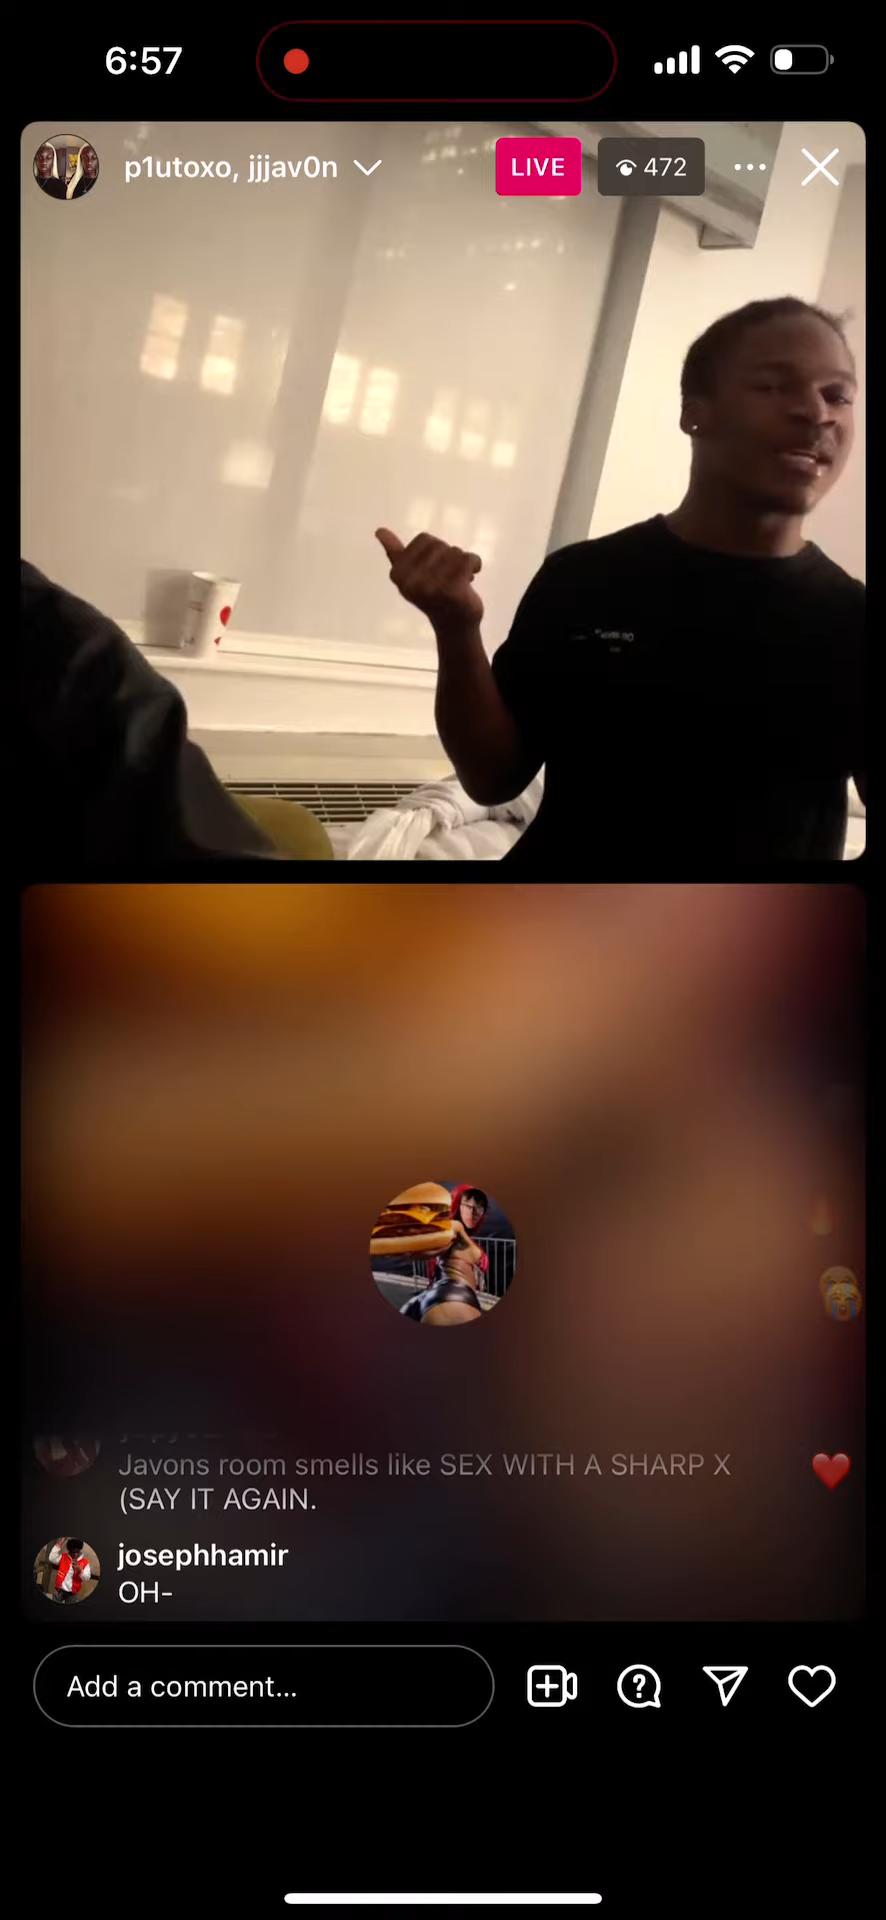 6:57
p1utoxo, jjjav0n
LIVE
472
Javons room smells like SEX WITH A SHARP X
(SAY IT AGAIN.
josephhamir
OH-
Add a comment...